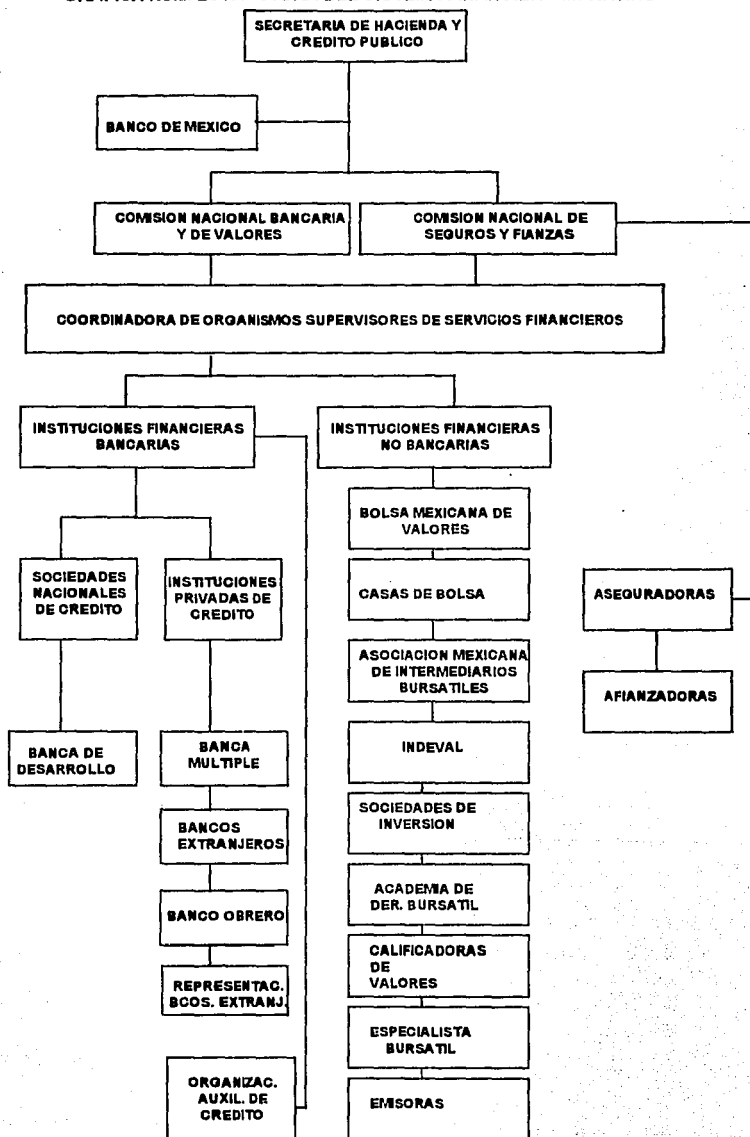 SECRETARIA DE HACIENDA Y
CREDITO PUBLICO
BANCO DE MEXICO
COMISION NACIONAL BANCARIA
Y DE VALORES
COMISION NACIONAL DE
SEGUROS Y FIANZAS
COORDINADORA DE ORGANISMOS SUPERVISORES DE SERVICIOS FINANCIEROS
INSTITUCIONES FINANCIERAS
BANCARIAS
INSTITUCIONES FINANCIERAS
NO BANCARIAS
BOLSA MEXICANA DE
VALORES
SOCIEDADES
NACIONALES
DE CREDITO
INSTITUCIONES
PRIVADAS DE
CREDITO
CASAS DE BOLSA
ASEGURADORAS
ASOCIACION MEXICANA
DE INTERMEDIARIOS
BURSATILES
AFIANZADORAS
BANCA DE
DESARROLLO
BANCA
MULTIPLE
INDEVAL
BANCOS
EXTRANJEROS
SOCIEDADES DE
INVERSION
BANCO OBRERO
ACADEMIA DE
DER. BURSATIL
REPRESENTAC.
BCOS. EXTRANJ.
CALIFICADORAS
DE
VALORES
ESPECIALISTA
BURSATIL
ORGANIZAC.
AUXIL. DE
CREDITO
EMISORAS